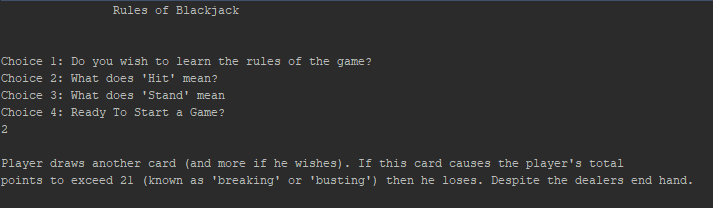 Rules of Blackjack
Choice 1: Do you wish to learn the rules of the game?
Choice 2: What does 'Hit' mean?
Choice 3: What does 'Stand' mean
Choice 4: Ready To Start a Game?
2
Player draws another card (and more if he wishes). If this card causes the player's total
points to exceed 21 (known as 'breaking' or 'busting') then he loses. Despite the dealers end hand.